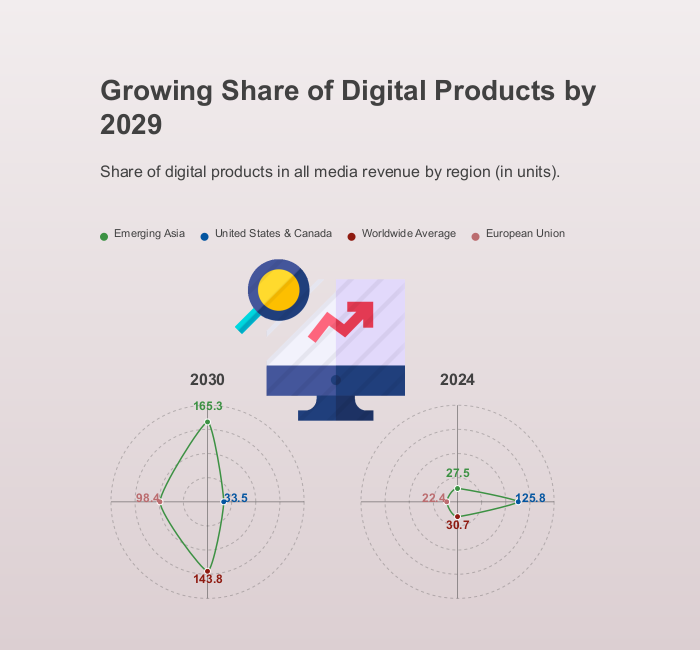 Growing Share of Digital Products by
2029
Share of digital products in all media revenue by region (in units).
Emerging Asia United States & Canada Worldwide Average European Union
2030 2024
165.3
98.4 33.5
143.8
27.5
22.4 125.8
30.7